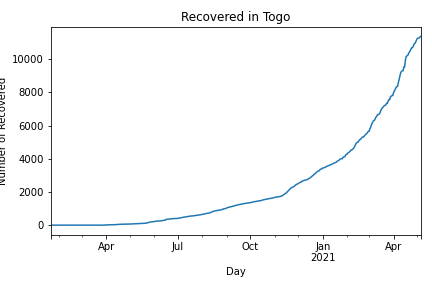 Recovered in Togo
Number of Recovered
10000
8000
6000
4000
2000
0
Apr
Jul
Oct
Jan
2021
Apr
Day